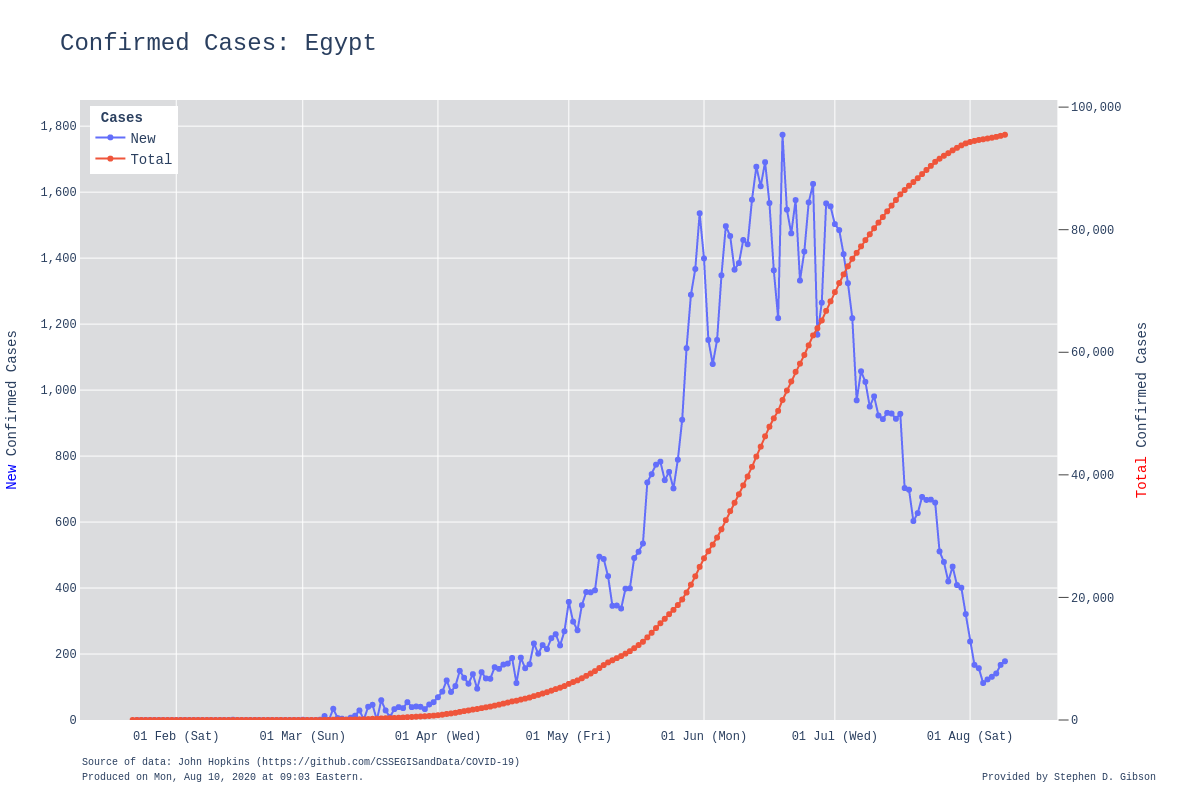 Confirmed Cases: Egypt
Cases
New
Total
1,800
1,600
1,400
1,200
1,000
800
600
400
200
0
New Confirmed Cases
100,000
80,000
60,000
40,000
20,000
0
Total Confirmed Cases
01 Feb (Sat)
01 Mar (Sun)
01 Apr (Wed)
01 May (Fri)
01 Jun (Mon)
01 Jul (Wed)
01 Aug (Sat)
Source of data: John Hopkins (https://github.com/CSSEGISandData/COVID-19)
Produced on Mon, Aug 10, 2020 at 09:03 Eastern.
Provided by Stephen D. Gibson